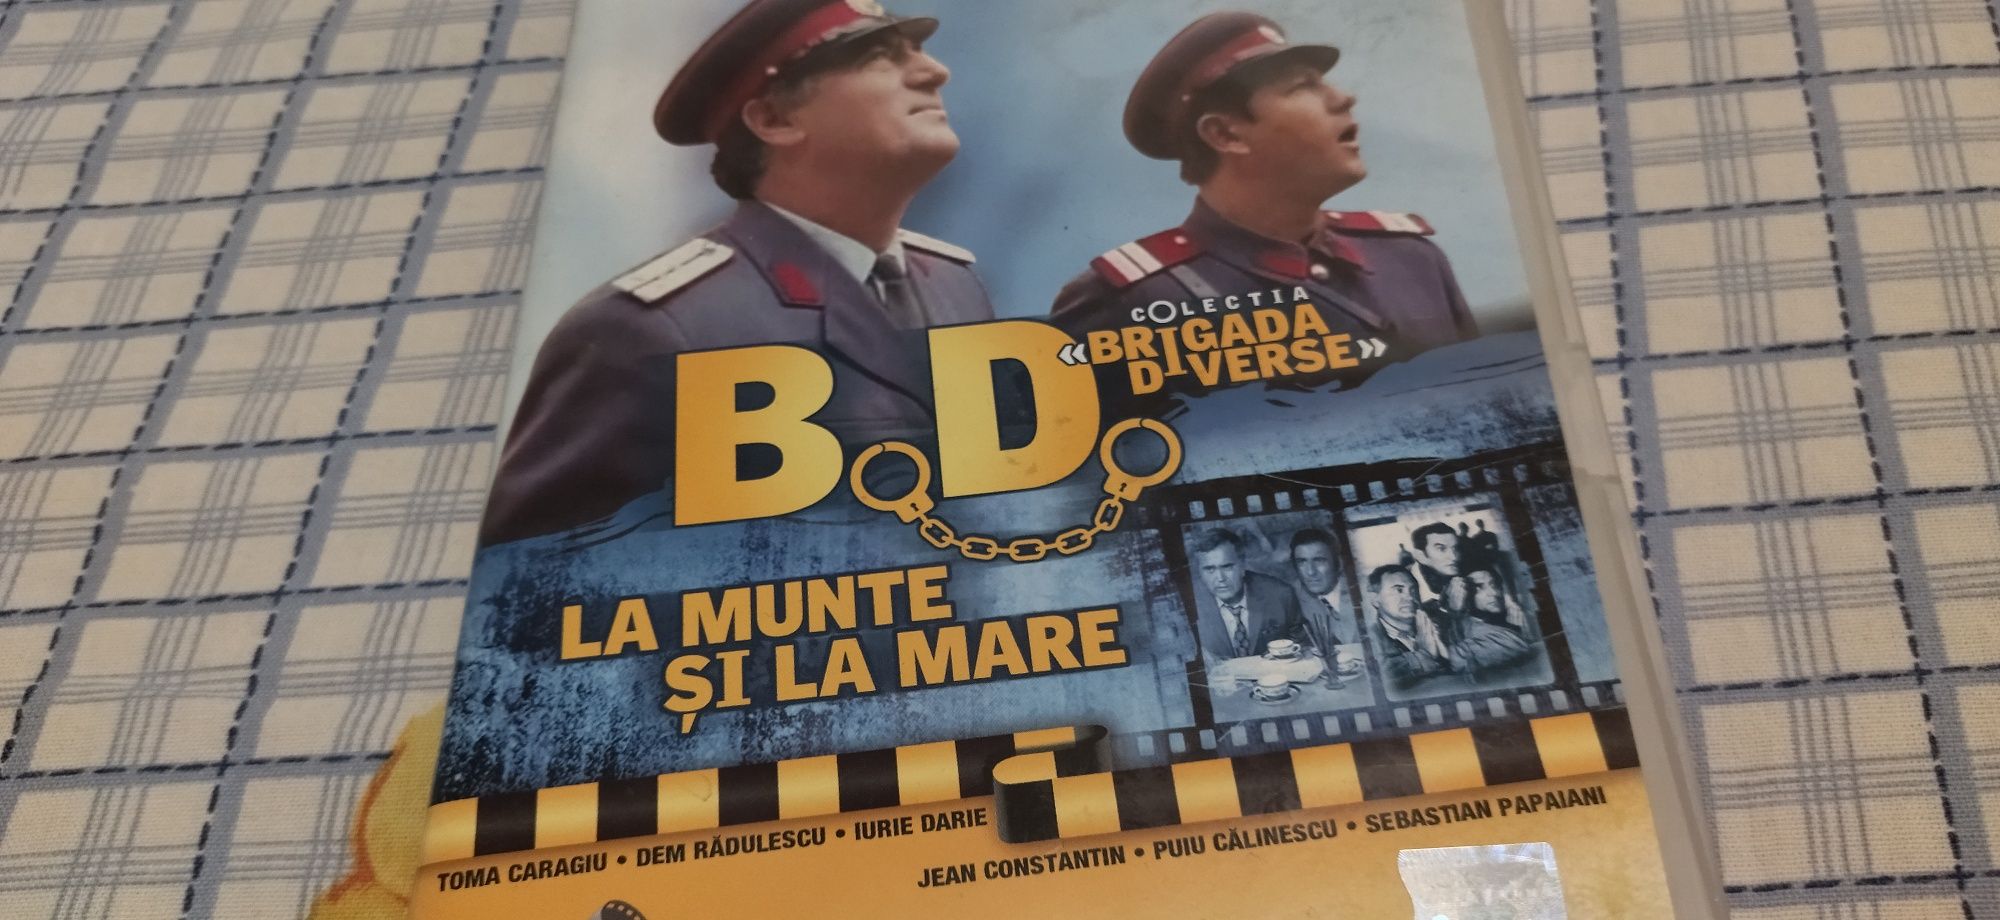 COLECTIA
«BRIGADA
DIVERSE»
B.D.
LA MUNTE
ȘI LA MARE
TOMA CARAGIU • DEM RĂDULESCU • IURIE DARIE
JEAN CONSTANTIN • PUIU CĂLINESCU • SEBASTIAN PAPAIANI